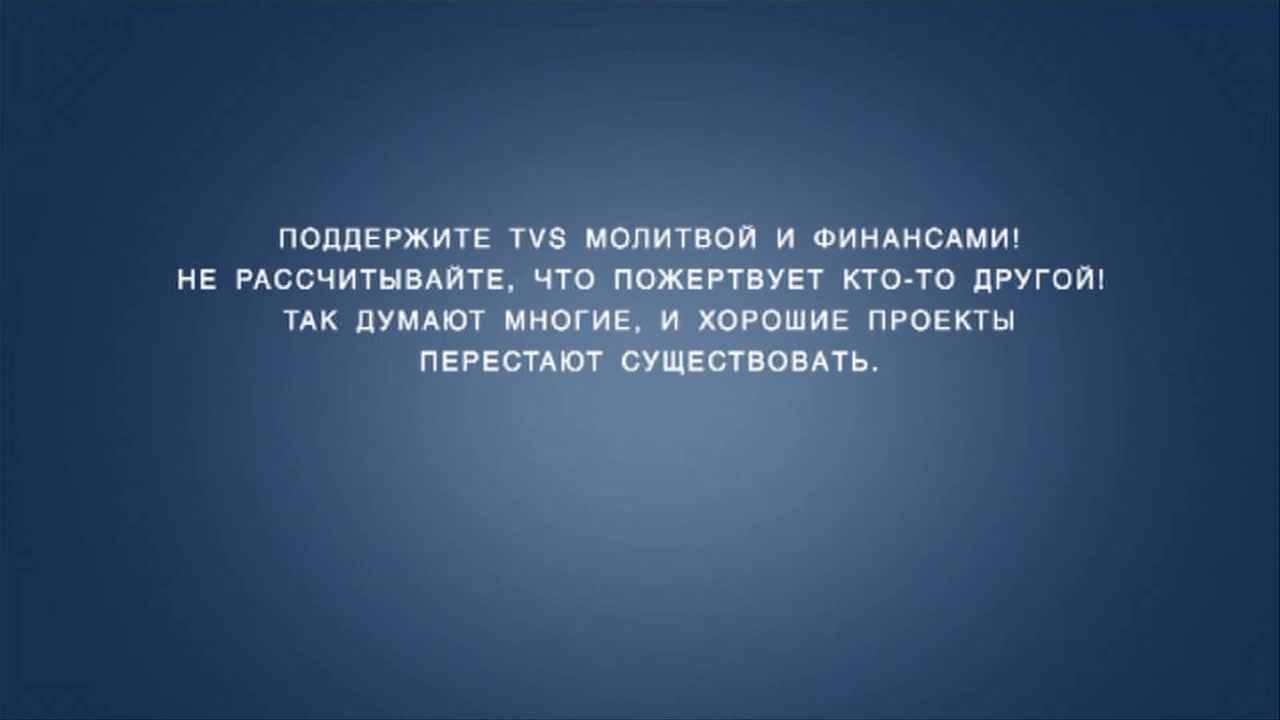 ПОДДЕРЖИТЕ TVS МОЛИТВОЙ И ФИНАНСАМИ!
НЕ РАССЧИТЫВАЙТЕ, ЧТО ПОЖЕРТВУЕТ КТО-ТО ДРУГОЙ!
ТАК ДУМАЮТ МНОГИЕ, И ХОРОШИЕ ПРОЕКТЫ
ПЕРЕСТАЮТ СУЩЕСТВОВАТЬ.